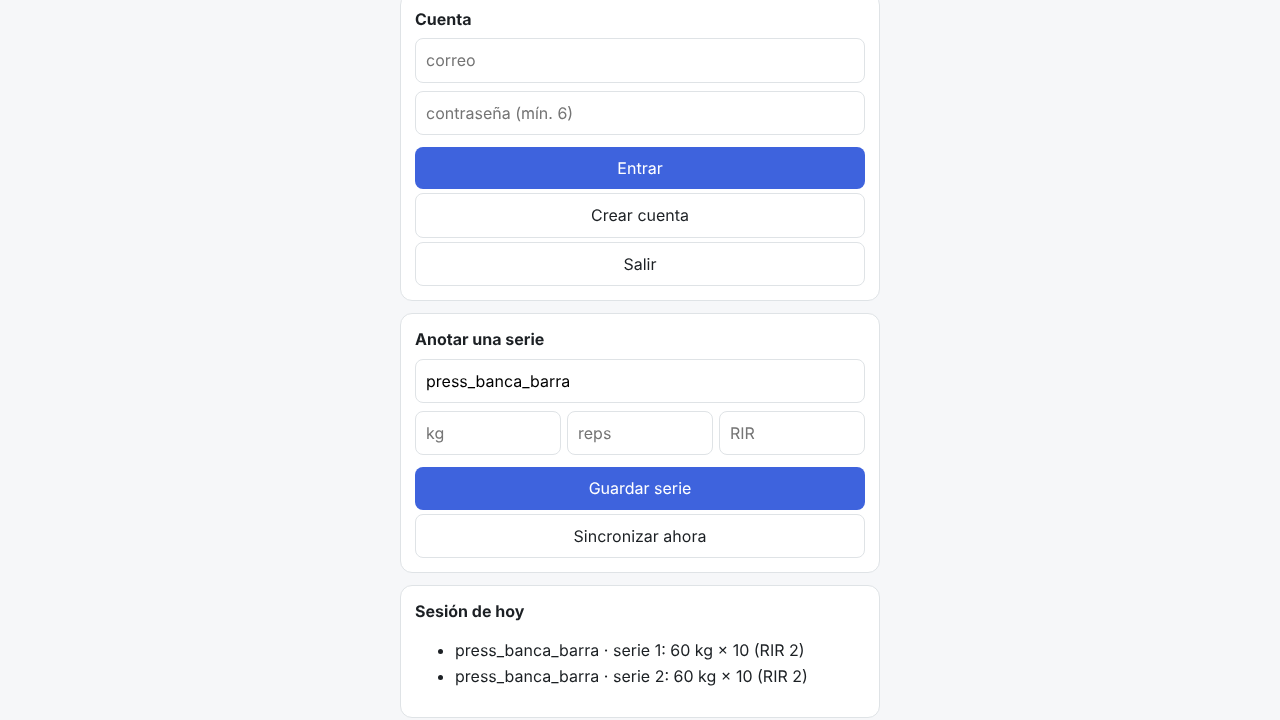 Cuenta
correo
contraseña (mín. 6)
Entrar
Crear cuenta
Salir
Anotar una serie
press_banca_barra
kg reps RIR
Guardar serie
Sincronizar ahora
Sesión de hoy
• press_banca_barra · serie 1: 60 kg × 10 (RIR 2)
• press_banca_barra · serie 2: 60 kg × 10 (RIR 2)